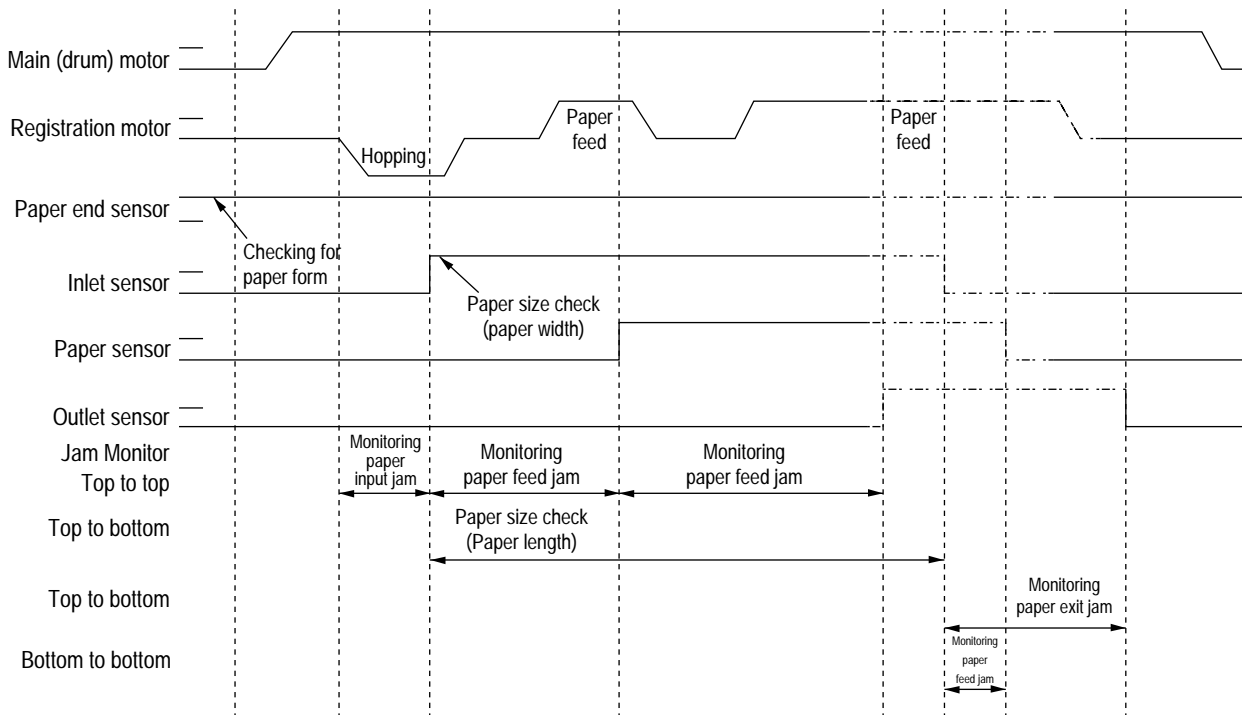 Main (drum) motor
Registration motor
Hopping
Paper
feed
Paper
feed
Paper end sensor
Checking for
paper form
Inlet sensor
Paper size check
(paper width)
Paper sensor
Outlet sensor
Jam Monitor
Top to top
Monitoring
paper
input jam
Monitoring
paper feed jam
Monitoring
paper feed jam
Top to bottom
Paper size check
(Paper length)
Top to bottom
Monitoring
paper exit jam
Bottom to bottom
Monitoring
paper
feed jam